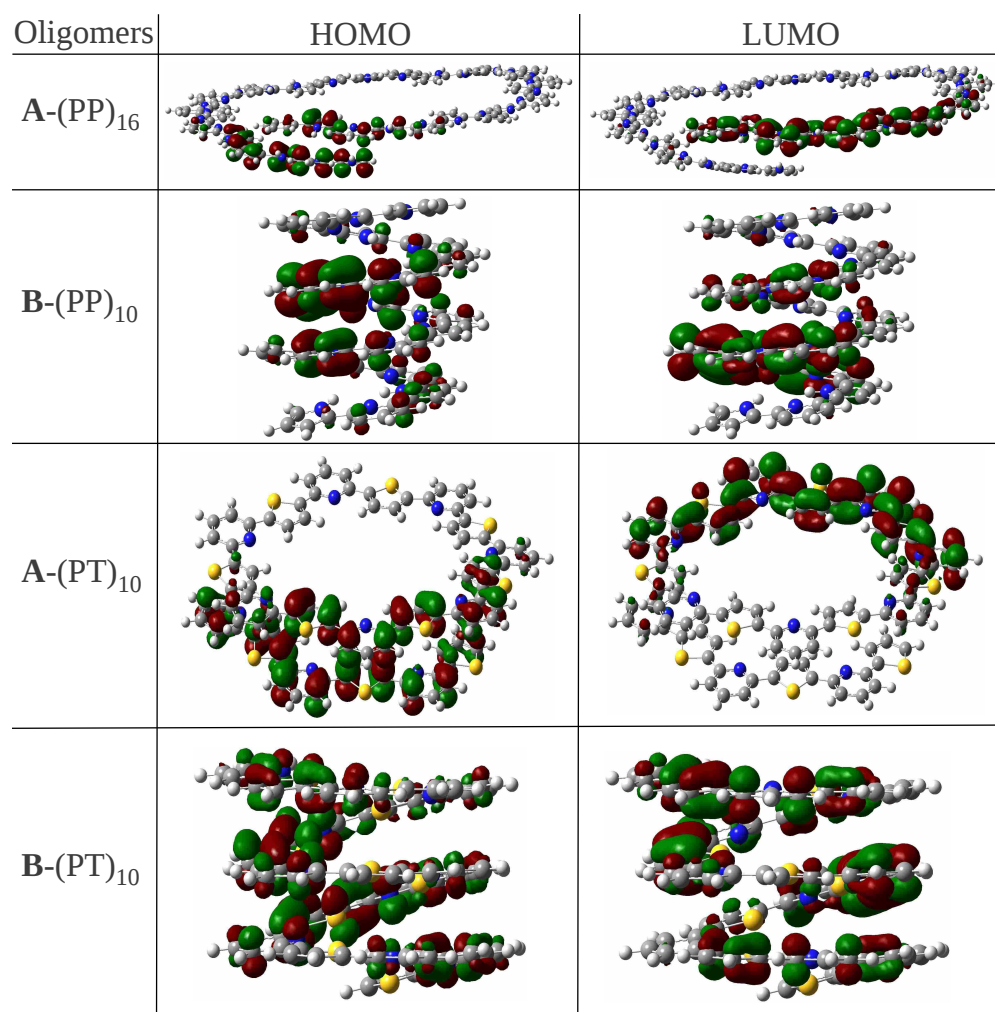 Oligomers HOMO LUMO
A-(PP)₁₆
B-(PP)₁₀
A-(PT)₁₀
B-(PT)₁₀